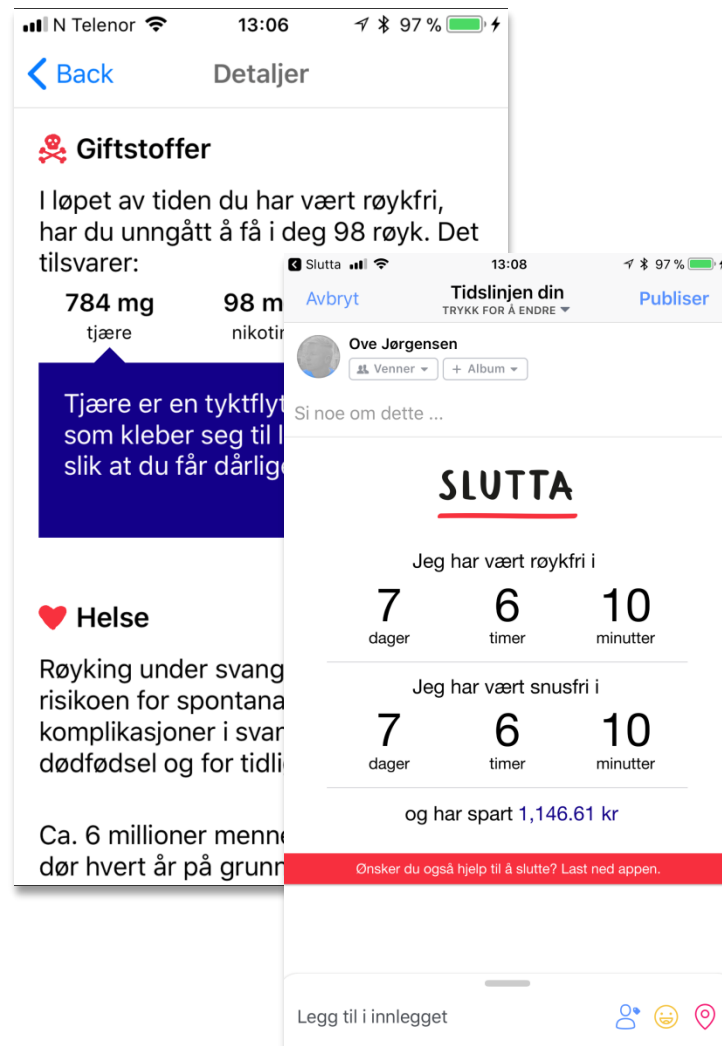 N Telenor 13:06 97 %
Back Detaljer
Giftstoffer
I løpet av tiden du har vært røykfri,
har du unngått å få i deg 98 røyk. Det
tilsvarer:
784 mg 98 m
tjære nikotin
Tjære er en tyktflyt
som kleber seg til l
slik at du får dårlige
Helse
Røyking under svang
risikoen for spontana
komplikasjoner i svar
dødfødsel og for tidli
Ca. 6 millioner menne
dør hvert år på grunn
Slutta 13:08 97 %
Avbryt Tidslinjen din Publiser
TRYKK FOR Å ENDRE
Ove Jørgensen
Venner + Album
Si noe om dette ...
SLUTTA
Jeg har vært røykfri i
7 6 10
dager timer minutter
Jeg har vært snusfri i
7 6 10
dager timer minutter
og har spart 1,146.61 kr
Ønsker du også hjelp til å slutte? Last ned appen.
Legg til i innlegget